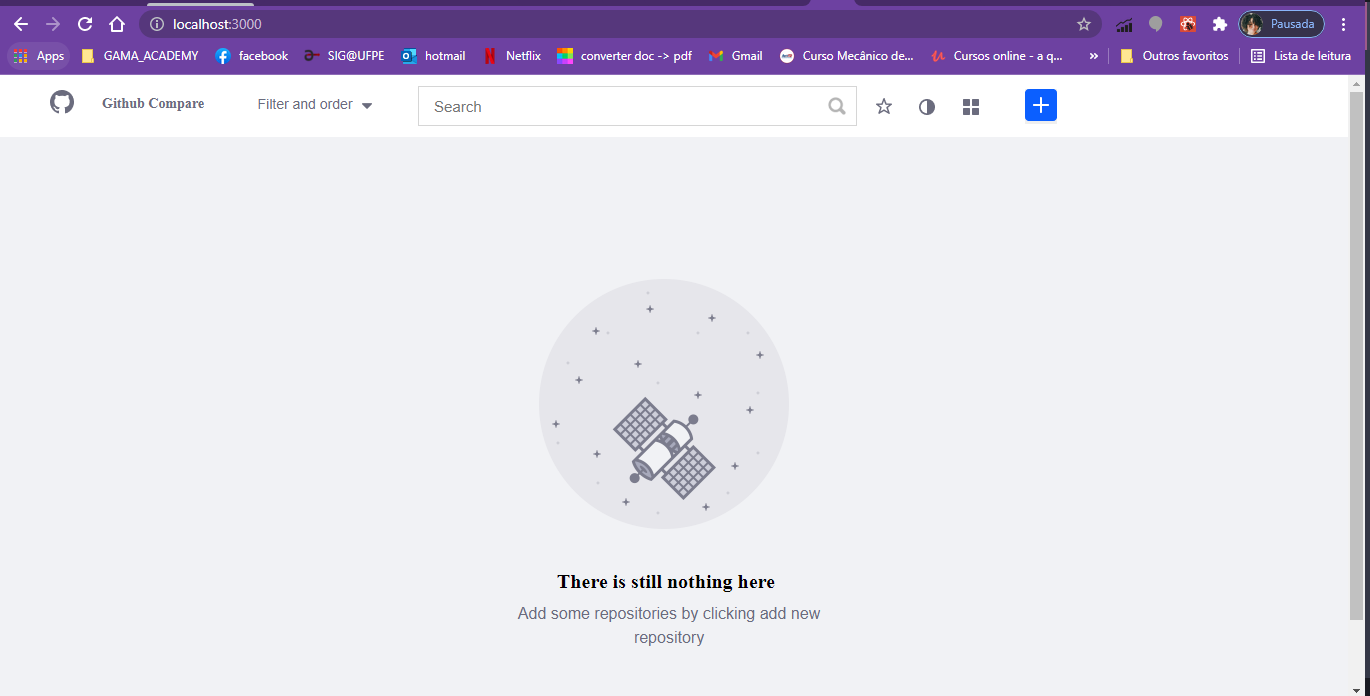 localhost:3000
Pausada
Apps GAMA_ACADEMY facebook SIG@UFPE hotmail Netflix converter doc -> pdf Gmail Curso Mecânico de... Cursos online - a q... » Outros favoritos Lista de leitura
Github Compare Filter and order Search
There is still nothing here
Add some repositories by clicking add new
repository